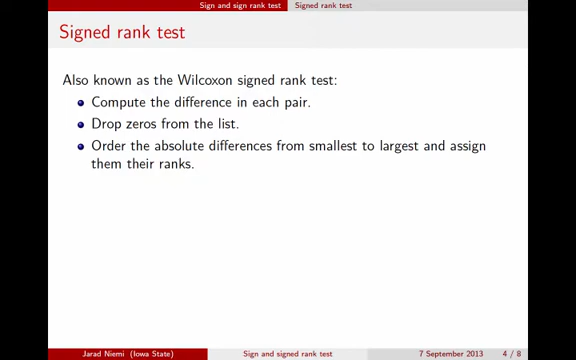 Sign and sign rank test Signed rank test
Signed rank test
Also known as the Wilcoxon signed rank test:
Compute the difference in each pair.
Drop zeros from the list.
Order the absolute differences from smallest to largest and assign
them their ranks.
Jarad Niemi (Iowa State) Sign and signed rank test 7 September 2013 4 / 8